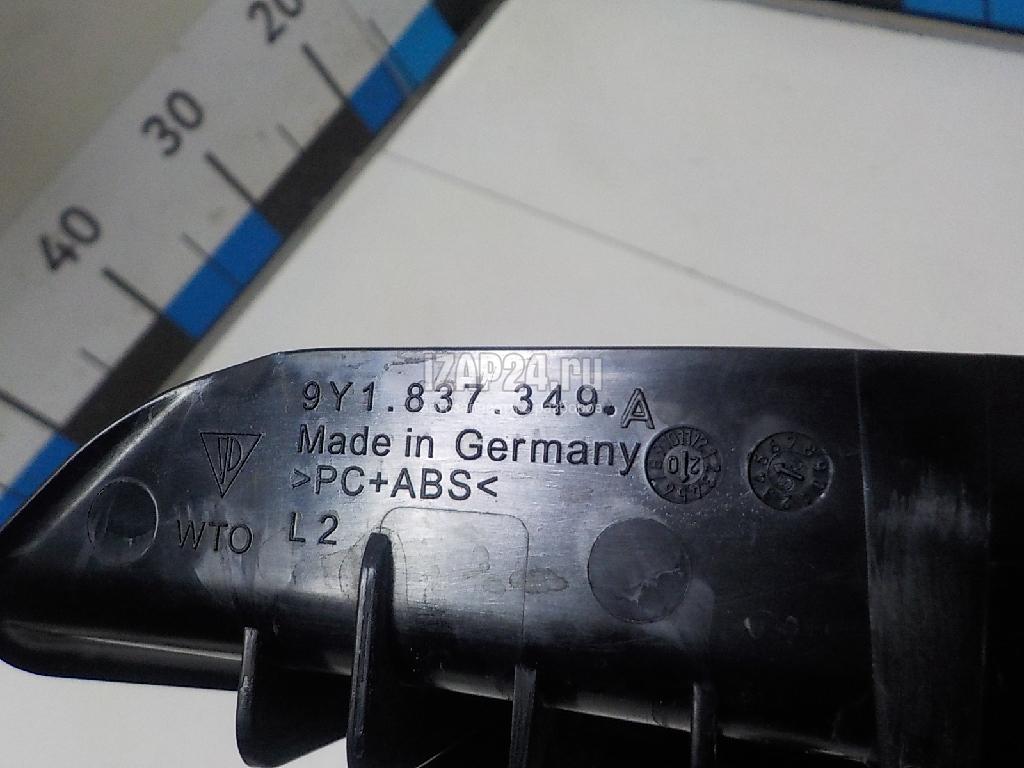 20
30
40
iZAP24.ru
9Y1.837.349.A
Made in Germany
>PC+ABS<
WTO L2